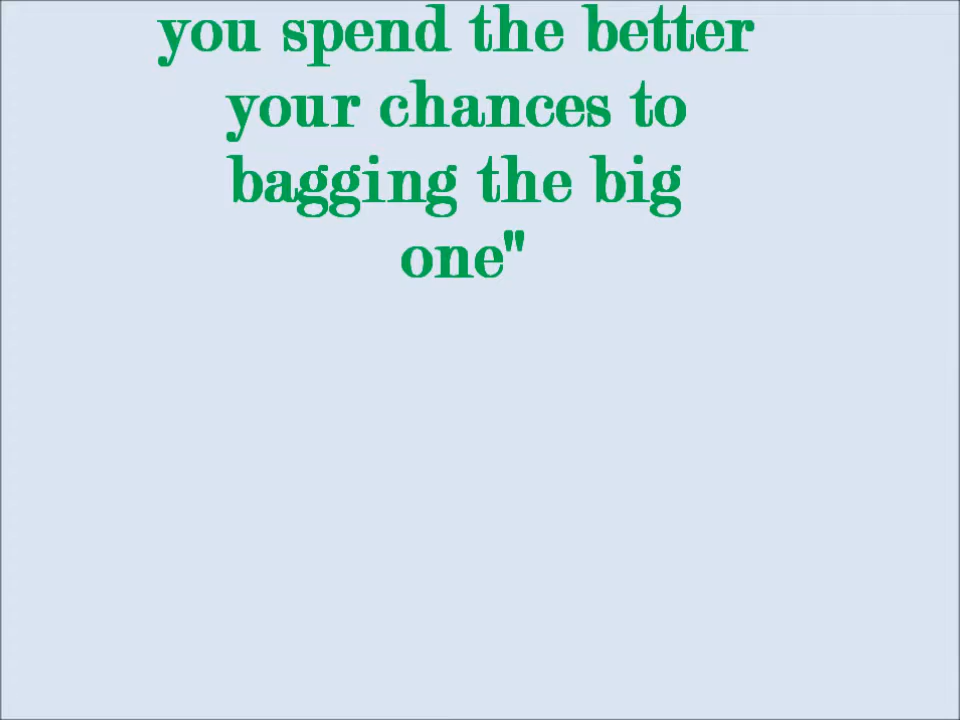 you spend the better
your chances to
bagging the big
one"